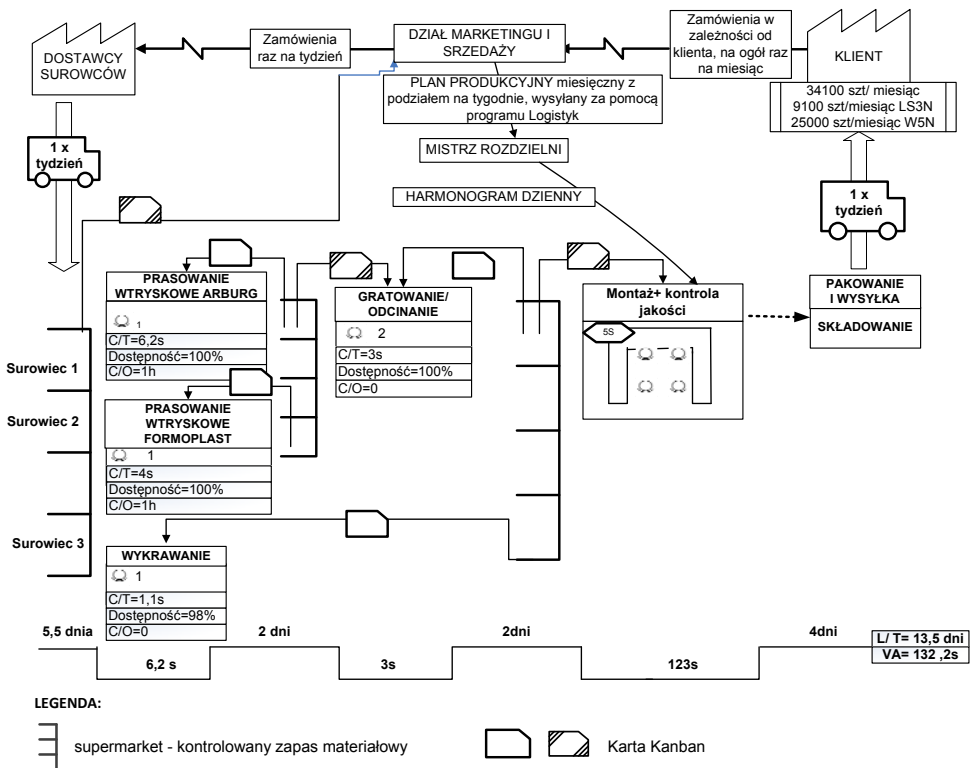 DOSTAWCY
SUROWCÓW
Zamówienia
raz na tydzień
DZIAŁ MARKETINGU I
SRZEDAŻY
Zamówienia w
zależności od
klienta, na ogół raz
na miesiąc
KLIENT
34100 szt/ miesiąc
9100 szt/miesiąc LS3N
25000 szt/miesiąc W5N
PLAN PRODUKCYJNY miesięczny z
podziałem na tygodnie, wysyłany za pomocą
programu Logistyk
MISTRZ ROZDZIELNI
HARMONOGRAM DZIENNY
1 x
tydzień
1 x
tydzień
PRASOWANIE
WTRYSKOWE ARBURG
1
C/T=6,2s
Dostępność=100%
C/O=1h
GRATOWANIE/
ODCINANIE
2
C/T=3s
Dostępność=100%
C/O=0
Montaż+ kontrola
jakości
5S
PAKOWANIE
I WYSYŁKA
SKŁADOWANIE
Surowiec 1
Surowiec 2
Surowiec 3
PRASOWANIE
WTRYSKOWE
FORMOPLAST
1
C/T=4s
Dostępność=100%
C/O=1h
WYKRAWANIE
1
C/T=1,1s
Dostępność=98%
C/O=0
5,5 dnia
2 dni
2dni
4dni
6,2 s
3s
123s
L/ T= 13,5 dni
VA= 132 ,2s
LEGENDA:
supermarket - kontrolowany zapas materiałowy
Karta Kanban